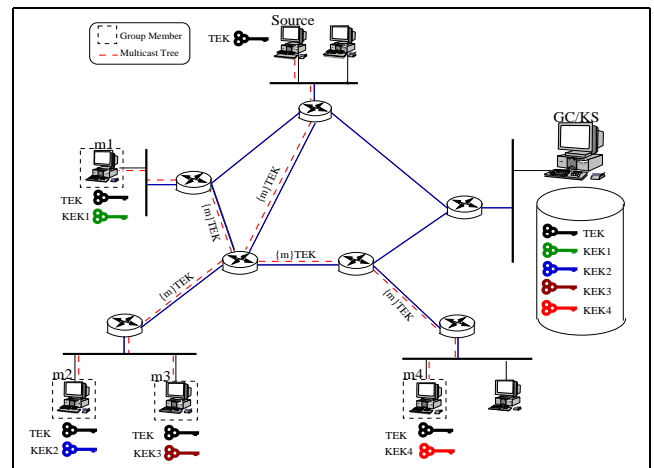 Group Member
Multicast Tree
Source
TEK
GC/KS
m1
TEK
KEK1
{m}TEK
{m}TEK
{m}TEK
{m}TEK
{m}TEK
TEK
KEK1
KEK2
KEK3
KEK4
m2
TEK
KEK2
m3
TEK
KEK3
m4
TEK
KEK4